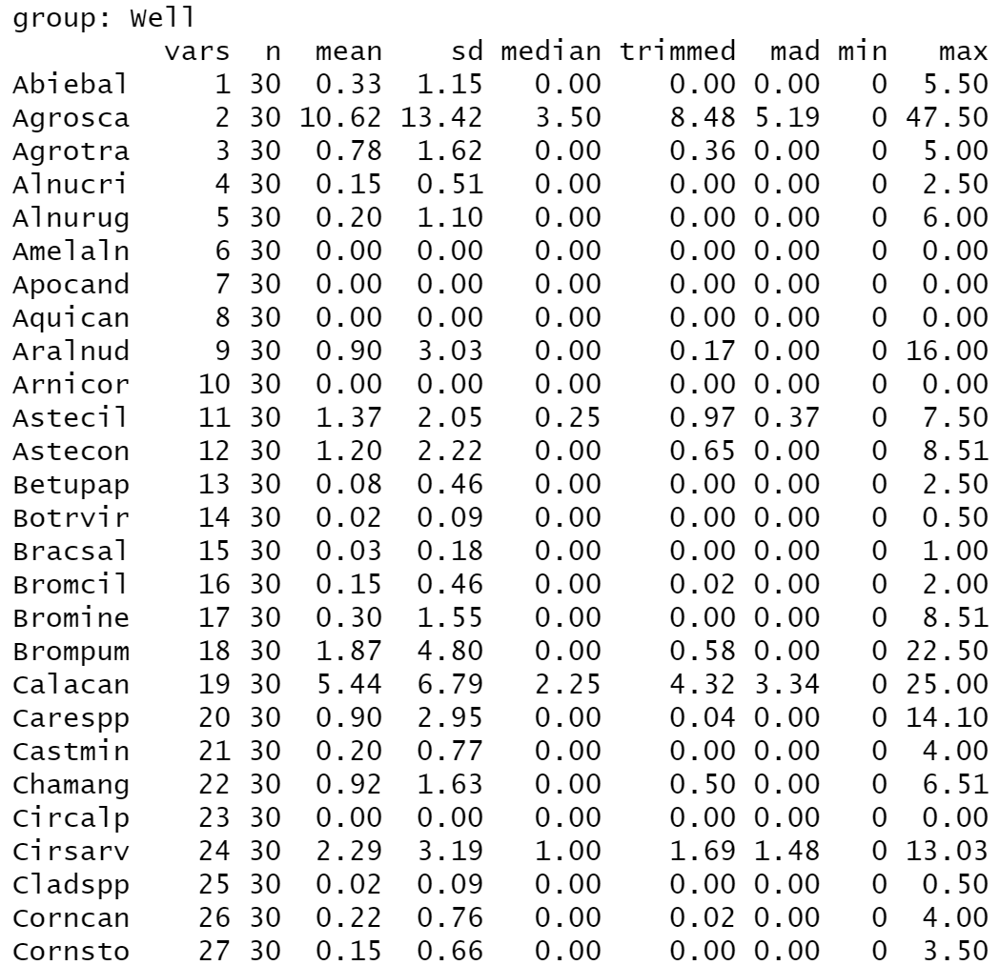 group: Well
vars n mean sd median trimmed mad min max
Abiebal 1 30 0.33 1.15 0.00 0.00 0.00 0 5.50
Agrosca 2 30 10.62 13.42 3.50 8.48 5.19 0 47.50
Agrotra 3 30 0.78 1.62 0.00 0.36 0.00 0 5.00
Alnucri 4 30 0.15 0.51 0.00 0.00 0.00 0 2.50
Alnurug 5 30 0.20 1.10 0.00 0.00 0.00 0 6.00
Amelaln 6 30 0.00 0.00 0.00 0.00 0.00 0 0.00
Apocand 7 30 0.00 0.00 0.00 0.00 0.00 0 0.00
Aquican 8 30 0.00 0.00 0.00 0.00 0.00 0 0.00
Aralnud 9 30 0.90 3.03 0.00 0.17 0.00 0 16.00
Arnicor 10 30 0.00 0.00 0.00 0.00 0.00 0 0.00
Astecil 11 30 1.37 2.05 0.25 0.97 0.37 0 7.50
Astecon 12 30 1.20 2.22 0.00 0.65 0.00 0 8.51
Betupap 13 30 0.08 0.46 0.00 0.00 0.00 0 2.50
Botrvir 14 30 0.02 0.09 0.00 0.00 0.00 0 0.50
Bracsal 15 30 0.03 0.18 0.00 0.00 0.00 0 1.00
Bromcil 16 30 0.15 0.46 0.00 0.02 0.00 0 2.00
Bromine 17 30 0.30 1.55 0.00 0.00 0.00 0 8.51
Brompum 18 30 1.87 4.80 0.00 0.58 0.00 0 22.50
Calacan 19 30 5.44 6.79 2.25 4.32 3.34 0 25.00
Carespp 20 30 0.90 2.95 0.00 0.04 0.00 0 14.10
Castmin 21 30 0.20 0.77 0.00 0.00 0.00 0 4.00
Chamang 22 30 0.92 1.63 0.00 0.50 0.00 0 6.51
Circalp 23 30 0.00 0.00 0.00 0.00 0.00 0 0.00
Cirsarv 24 30 2.29 3.19 1.00 1.69 1.48 0 13.03
Cladspp 25 30 0.02 0.09 0.00 0.00 0.00 0 0.50
Corncan 26 30 0.22 0.76 0.00 0.02 0.00 0 4.00
Cornsto 27 30 0.15 0.66 0.00 0.00 0.00 0 3.50